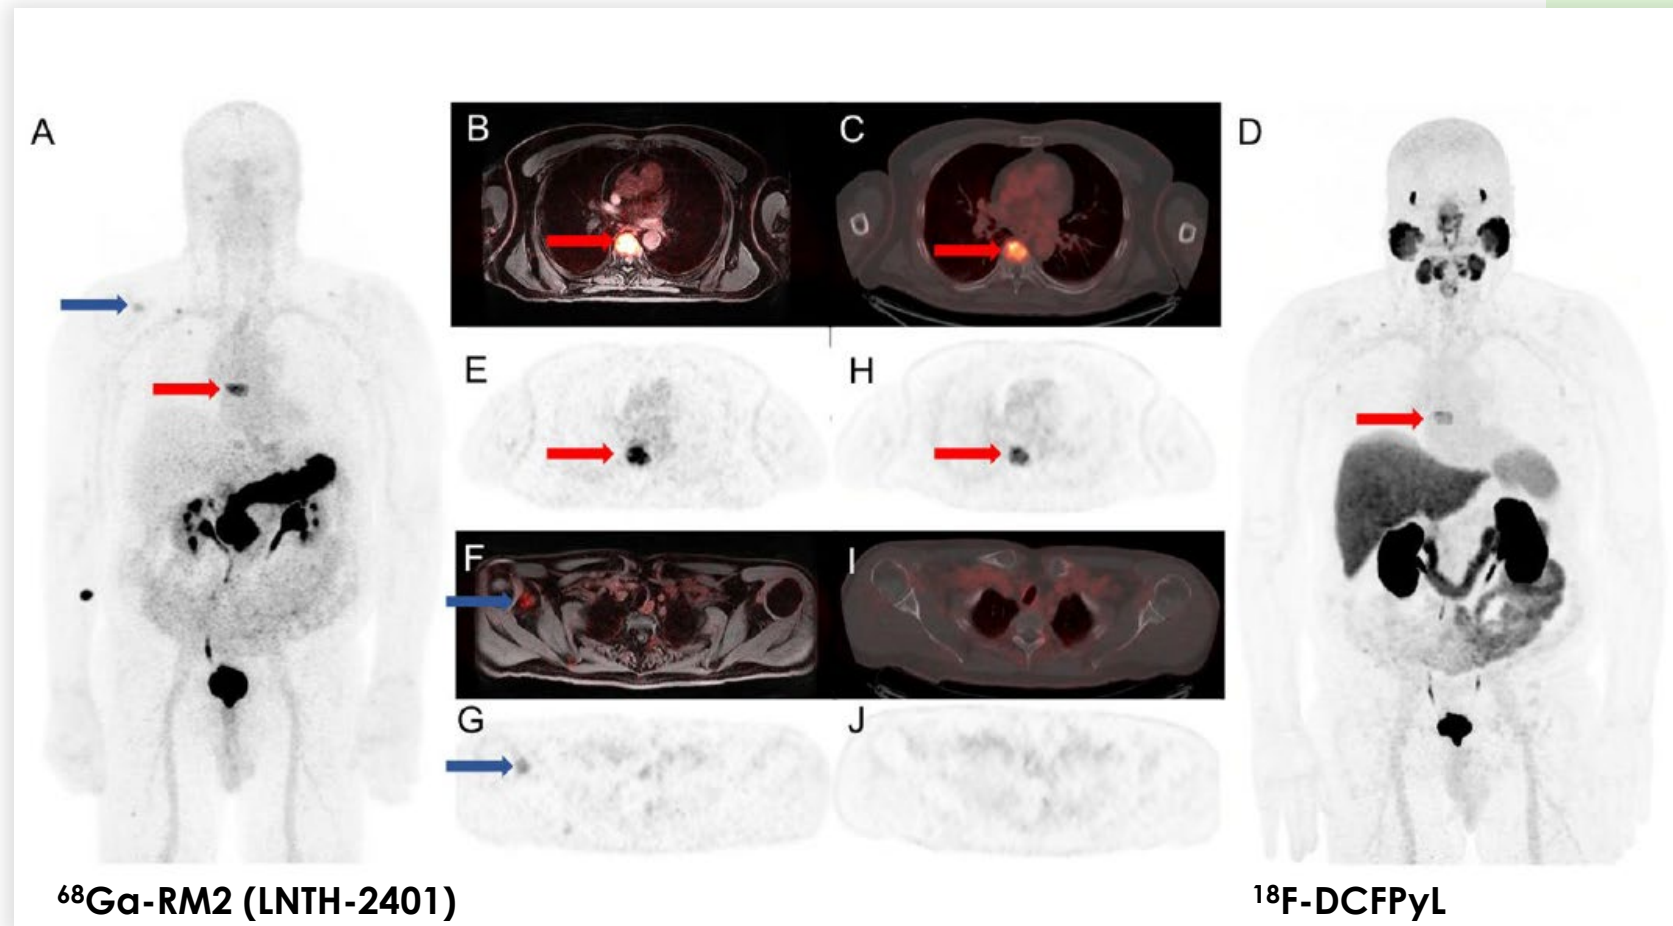 A
B
C
D
E
H
F
I
G
J
⁶⁸Ga-RM2 (LNTH-2401)
¹⁸F-DCFPyL